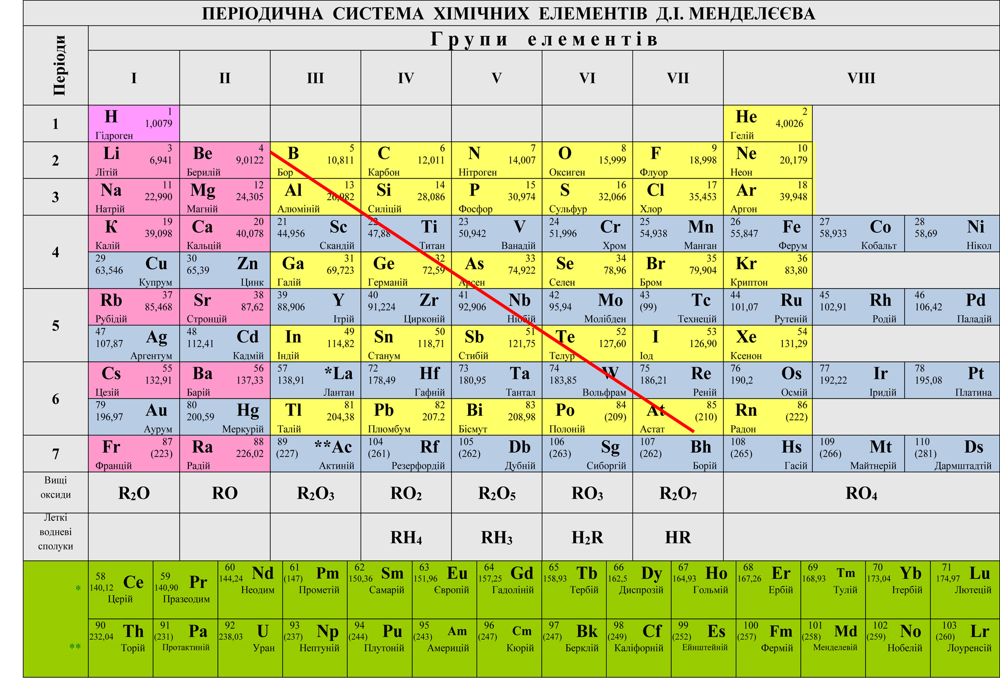 ПЕРІОДИЧНА СИСТЕМА ХІМІЧНИХ ЕЛЕМЕНТІВ Д.І. МЕНДЕЛЄЄВА
Періоди
Групи елементів
I II III IV V VI VII VIII
1
H 1 1,0079 Гідроген
He 2 4,0026 Гелій
2
Li 3 6,941 Літій
Be 4 9,0122 Берилій
B 5 10,811 Бор
C 6 12,011 Карбон
N 7 14,007 Нітроген
O 8 15,999 Оксиген
F 9 18,998 Флуор
Ne 10 20,179 Неон
3
Na 11 22,990 Натрій
Mg 12 24,305 Магній
Al 13 26,982 Алюміній
Si 14 28,086 Силіцій
P 15 30,974 Фосфор
S 16 32,066 Сульфур
Cl 17 35,453 Хлор
Ar 18 39,948 Аргон
4
К 19 39,098 Калій
Ca 20 40,078 Кальцій
21 44,956 Sc Скандій
22 47,88 Ti Титан
23 50,942 V Ванадій
24 51,996 Cr Хром
25 54,938 Mn Манган
26 55,847 Fe Ферум
27 58,933 Co Кобальт
28 58,69 Ni Нікол
29 63,546 Cu Купрум
30 65,39 Zn Цинк
Ga 31 69,723 Галій
Ge 32 72,59 Германій
As 33 74,922 Арсен
Se 34 78,96 Селен
Br 35 79,904 Бром
Kr 36 83,80 Криптон
5
Rb 37 85,468 Рубідій
Sr 38 87,62 Стронцій
39 88,906 Y Ітрій
40 91,224 Zr Цирконій
41 92,906 Nb Ніобій
42 95,94 Mo Молібден
43 (99) Tc Технецій
44 101,07 Ru Рутеній
45 102,91 Rh Родій
46 106,42 Pd Паладій
47 107,87 Ag Аргентум
48 112,41 Cd Кадмій
In 49 114,82 Індій
Sn 50 118,71 Станум
Sb 51 121,75 Стибій
Te 52 127,60 Телур
I 53 126,90 Іод
Xe 54 131,29 Ксенон
6
Cs 55 132,91 Цезій
Ba 56 137,33 Барій
57 138,91 *La Лантан
72 178,49 Hf Гафній
73 180,95 Ta Тантал
74 183,85 W Вольфрам
75 186,21 Re Реній
76 190,2 Os Осмій
77 192,22 Ir Іридій
78 195,08 Pt Платина
79 196,97 Au Аурум
80 200,59 Hg Меркурій
Tl 81 204,38 Талій
Pb 82 207.2 Плюмбум
Bi 83 208,98 Бісмут
Po 84 (209) Полоній
At 85 (210) Астат
Rn 86 (222) Радон
7
Fr 87 (223) Францій
Ra 88 226,02 Радій
89 (227) **Ac Актиній
104 (261) Rf Резерфордій
105 (262) Db Дубній
106 (263) Sg Сиборгій
107 (262) Bh Борій
108 (265) Hs Гасій
109 (266) Mt Майтнерій
110 (281) Ds Дармштадтій
Вищі
оксиди
R₂O RO R₂O₃ RO₂ R₂O₅ RO₃ R₂O₇ RO₄
Леткі
водневі
сполуки
RH₄ RH₃ H₂R HR
*
58 140,12 Ce Церій
59 140,90 Pr Празеодим
60 144,24 Nd Неодим
61 (147) Pm Прометій
62 150,36 Sm Самарій
63 151,96 Eu Європій
64 157,25 Gd Гадоліній
65 158,93 Tb Тербій
66 162,5 Dy Диспрозій
67 164,93 Ho Гольмій
68 167,26 Er Ербій
69 168,93 Tm Тулій
70 173,04 Yb Ітербій
71 174,97 Lu Лютецій
**
90 232,04 Th Торій
91 (231) Pa Протактиній
92 238,03 U Уран
93 (237) Np Нептуній
94 (244) Pu Плутоній
95 (243) Am Америцій
96 (247) Cm Кюрій
97 (247) Bk Берклій
98 (249) Cf Каліфорній
99 (252) Es Ейнштейній
100 (257) Fm Фермій
101 (258) Md Менделевій
102 (259) No Нобелій
103 (260) Lr Лоуренсій